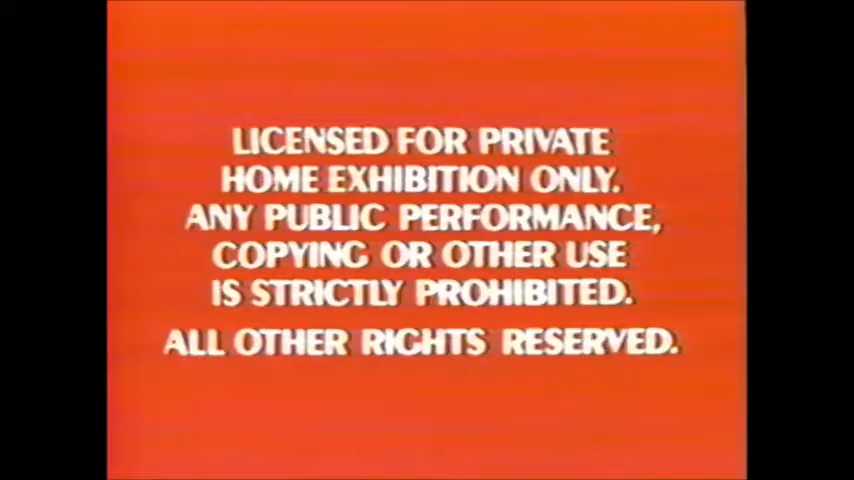 LICENSED FOR PRIVATE
HOME EXHIBITION ONLY.
ANY PUBLIC PERFORMANCE,
COPYING OR OTHER USE
IS STRICTLY PROHIBITED.
ALL OTHER RIGHTS RESERVED.